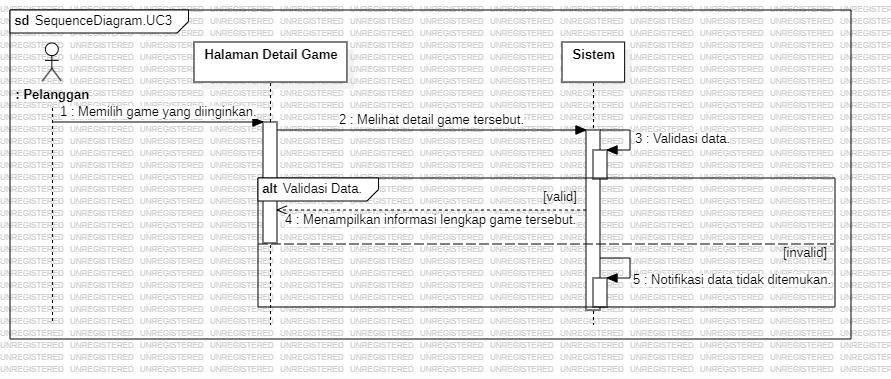 sd SequenceDiagram.UC3
Halaman Detail Game
Sistem
: Pelanggan
1 : Memilih game yang diinginkan.
2 : Melihat detail game tersebut.
3 : Validasi data.
alt Validasi Data.
[valid]
4 : Menampilkan informasi lengkap game tersebut.
[invalid]
5 : Notifikasi data tidak ditemukan.
UNREGISTERED